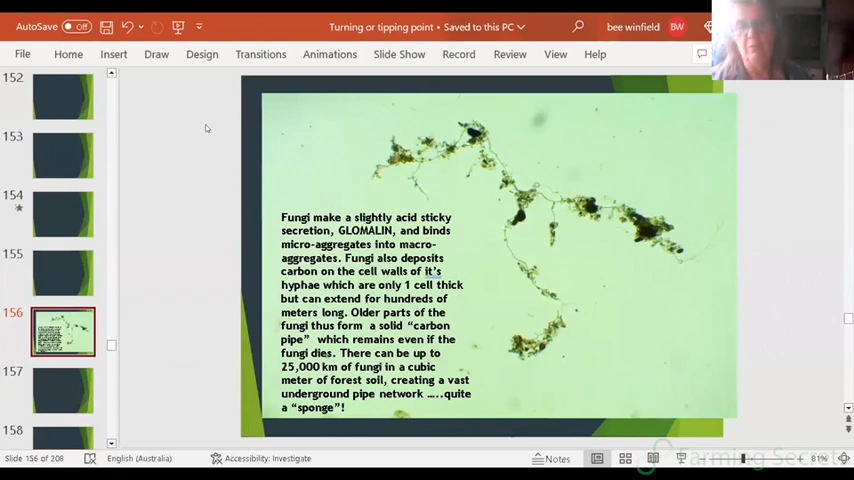 AutoSave Off
Turning or tipping point • Saved to this PC
bee winfield BW
File Home Insert Draw Design Transitions Animations Slide Show Record Review View Help
152
153
154
155
156
157
158
Fungi make a slightly acid sticky
secretion, GLOMALIN, and binds
micro-aggregates into macro-
aggregates. Fungi also deposits
carbon on the cell walls of it's
hyphae which are only 1 cell thick
but can extend for hundreds of
meters long. Older parts of the
fungi thus form a solid “carbon
pipe” which remains even if the
fungi dies. There can be up to
25,000 km of fungi in a cubic
meter of forest soil, creating a vast
underground pipe network …..quite
a “sponge”!
Slide 156 of 208 English (Australia) Accessibility: Investigate Notes 81%
Farming Secrets